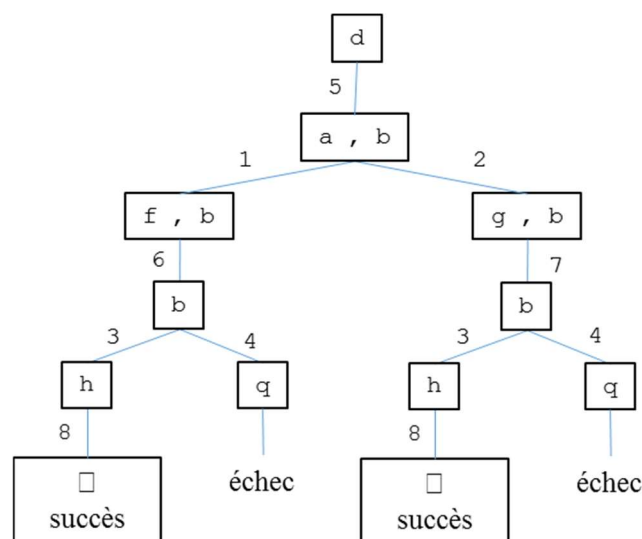 d
5
a , b
1 2
f , b g , b
6 7
b b
3 4 3 4
h q h q
8 8
□ échec □ échec
succès succès